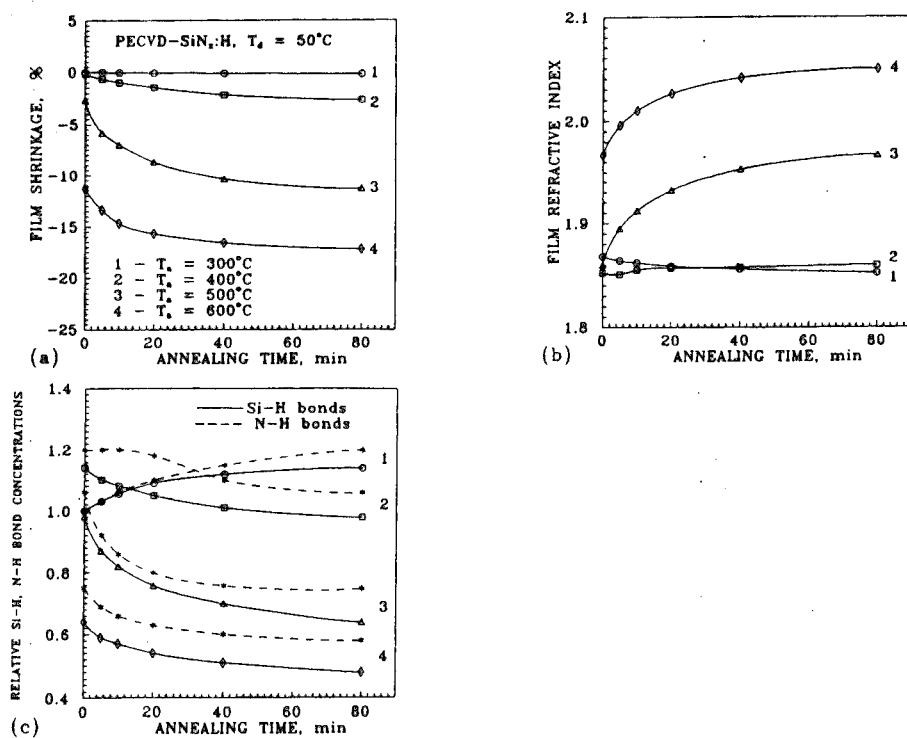 FILM SHRINKAGE, %
5
0
-5
-10
-15
-20
-25
PECVD-SiNx:H, Td = 50°C
1
2
3
4
1 - Ta = 300°C
2 - Ta = 400°C
3 - Ta = 500°C
4 - Ta = 600°C
0 20 40 60 80
(a) ANNEALING TIME, min
FILM REFRACTIVE INDEX
2.1
2.0
1.9
1.8
4
3
2
1
0 20 40 60 80
(b) ANNEALING TIME, min
RELATIVE Si-H, N-H BOND CONCENTRATIONS
1.4
1.2
1.0
0.8
0.6
0.4
Si-H bonds
N-H bonds
1
2
3
4
0 20 40 60 80
(c) ANNEALING TIME, min